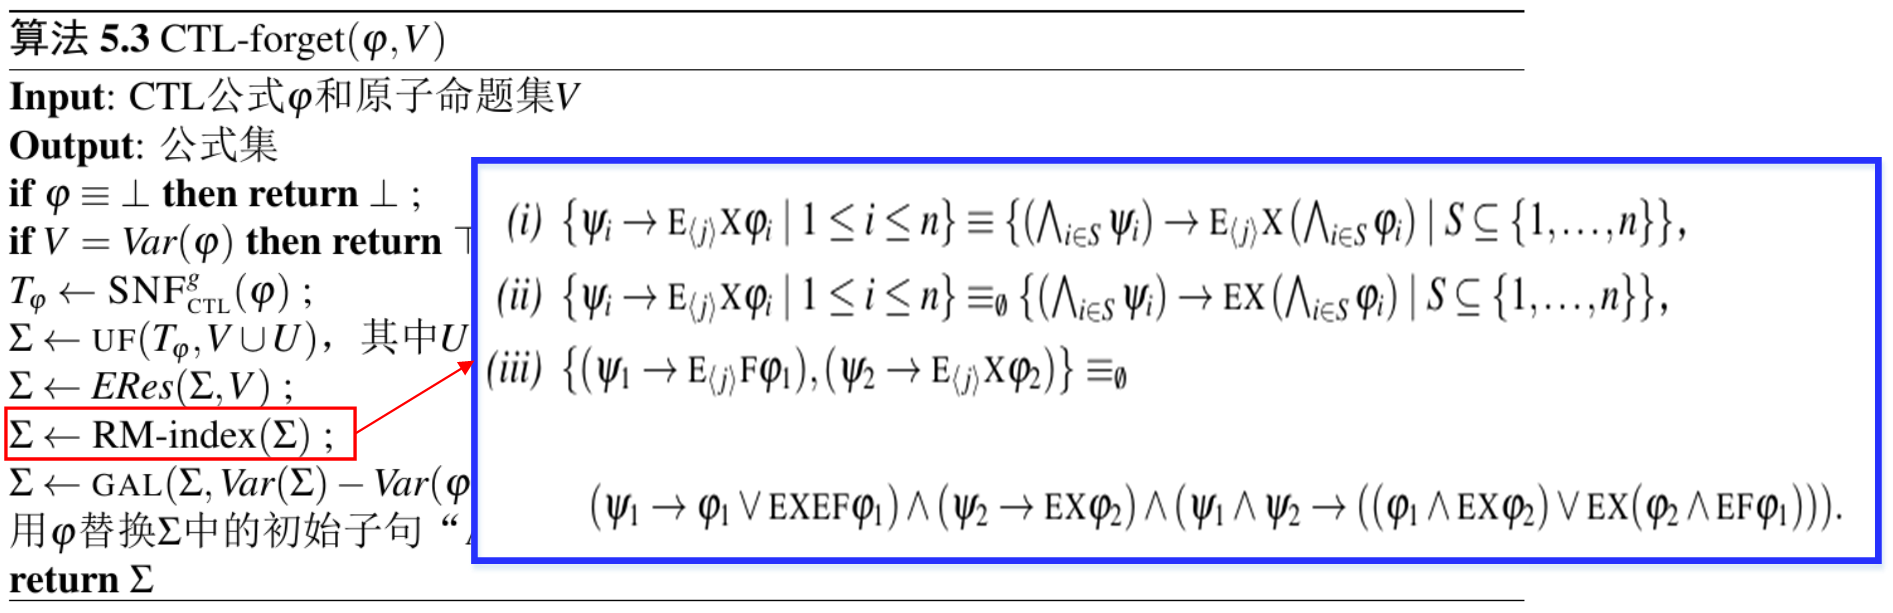 算法 5.3 CTL-forget(φ,V)
Input: CTL公式φ和原子命题集V
Output: 公式集
if φ ≡ ⊥ then return ⊥ ;
if V = Var(φ) then return ⊤
T_φ ← SNF^g_CTL(φ) ;
Σ ← UF(T_φ,V∪U)，其中U
Σ ← ERes(Σ,V) ;
Σ ← RM-index(Σ) ;
Σ ← GAL(Σ,Var(Σ) − Var(φ
用φ替换Σ中的初始子句“
return Σ
(i) {ψ_i → E_⟨j⟩Xφ_i | 1 ≤ i ≤ n} ≡ {(⋀_{i∈S} ψ_i) → E_⟨j⟩X(⋀_{i∈S} φ_i) | S ⊆ {1,…,n}},
(ii) {ψ_i → E_⟨j⟩Xφ_i | 1 ≤ i ≤ n} ≡_∅ {(⋀_{i∈S} ψ_i) → EX(⋀_{i∈S} φ_i) | S ⊆ {1,…,n}},
(iii) {(ψ_1 → E_⟨j⟩Fφ_1),(ψ_2 → E_⟨j⟩Xφ_2)} ≡_∅
(ψ_1 → φ_1 ∨ EXEFφ_1) ∧ (ψ_2 → EXφ_2) ∧ (ψ_1 ∧ ψ_2 → ((φ_1 ∧ EXφ_2) ∨ EX(φ_2 ∧ EFφ_1))).